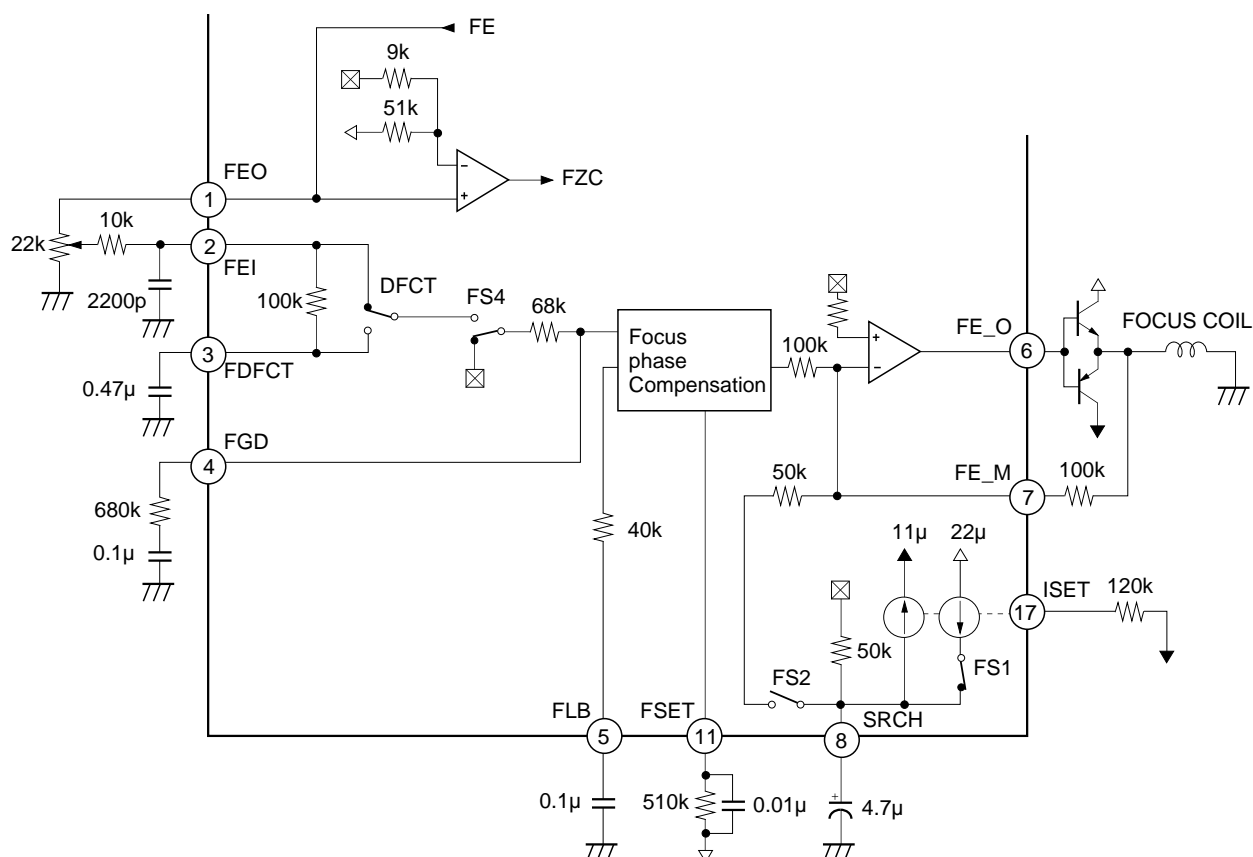 FE
9k
51k
FEO
FZC
1
10k
22k
2
FEI
2200p
100k
DFCT
FS4
68k
3
FDFCT
0.47μ
Focus
phase
Compensation
100k
+
−
FE_O
6
FOCUS COIL
FGD
4
680k
0.1μ
50k
FE_M
7
100k
40k
11μ
22μ
ISET
17
120k
50k
FS2
FS1
FLB
FSET
SRCH
5
11
8
0.1μ
510k
0.01μ
+
4.7μ
−
+